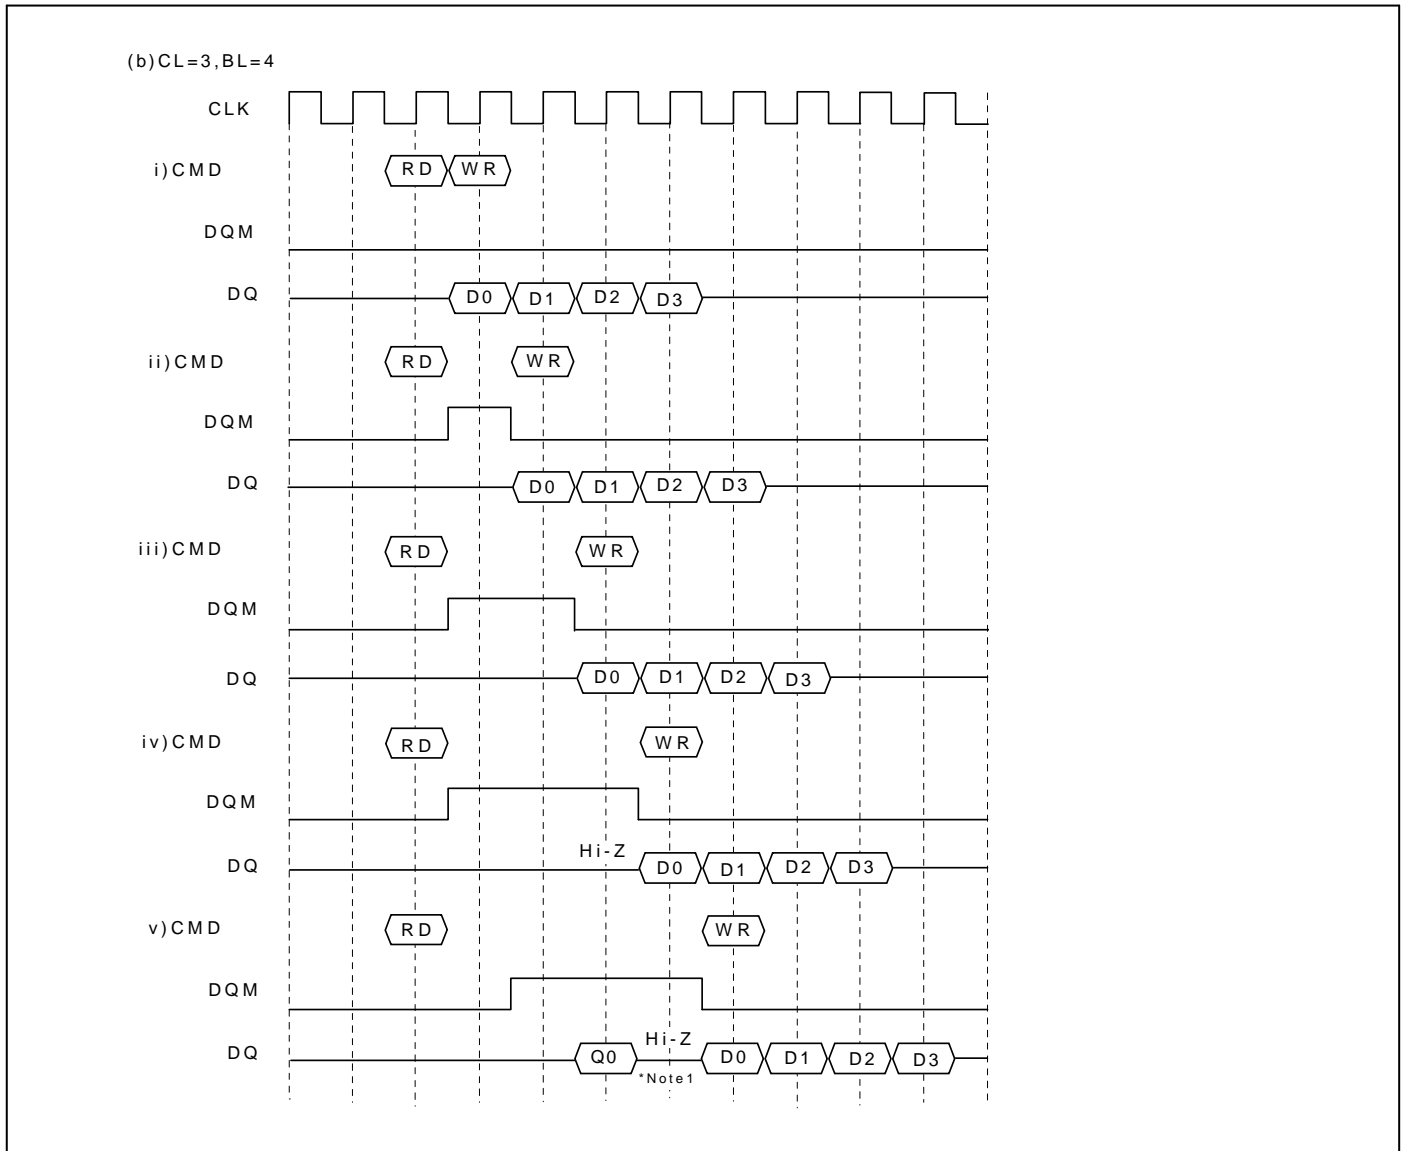 (b)CL=3,BL=4
CLK
i)CMD RD WR
DQM
DQ D0 D1 D2 D3
ii)CMD RD WR
DQM
DQ D0 D1 D2 D3
iii)CMD RD WR
DQM
DQ D0 D1 D2 D3
iv)CMD RD WR
DQM
Hi-Z
DQ D0 D1 D2 D3
v)CMD RD WR
DQM
Hi-Z
DQ Q0 D0 D1 D2 D3
*Note1